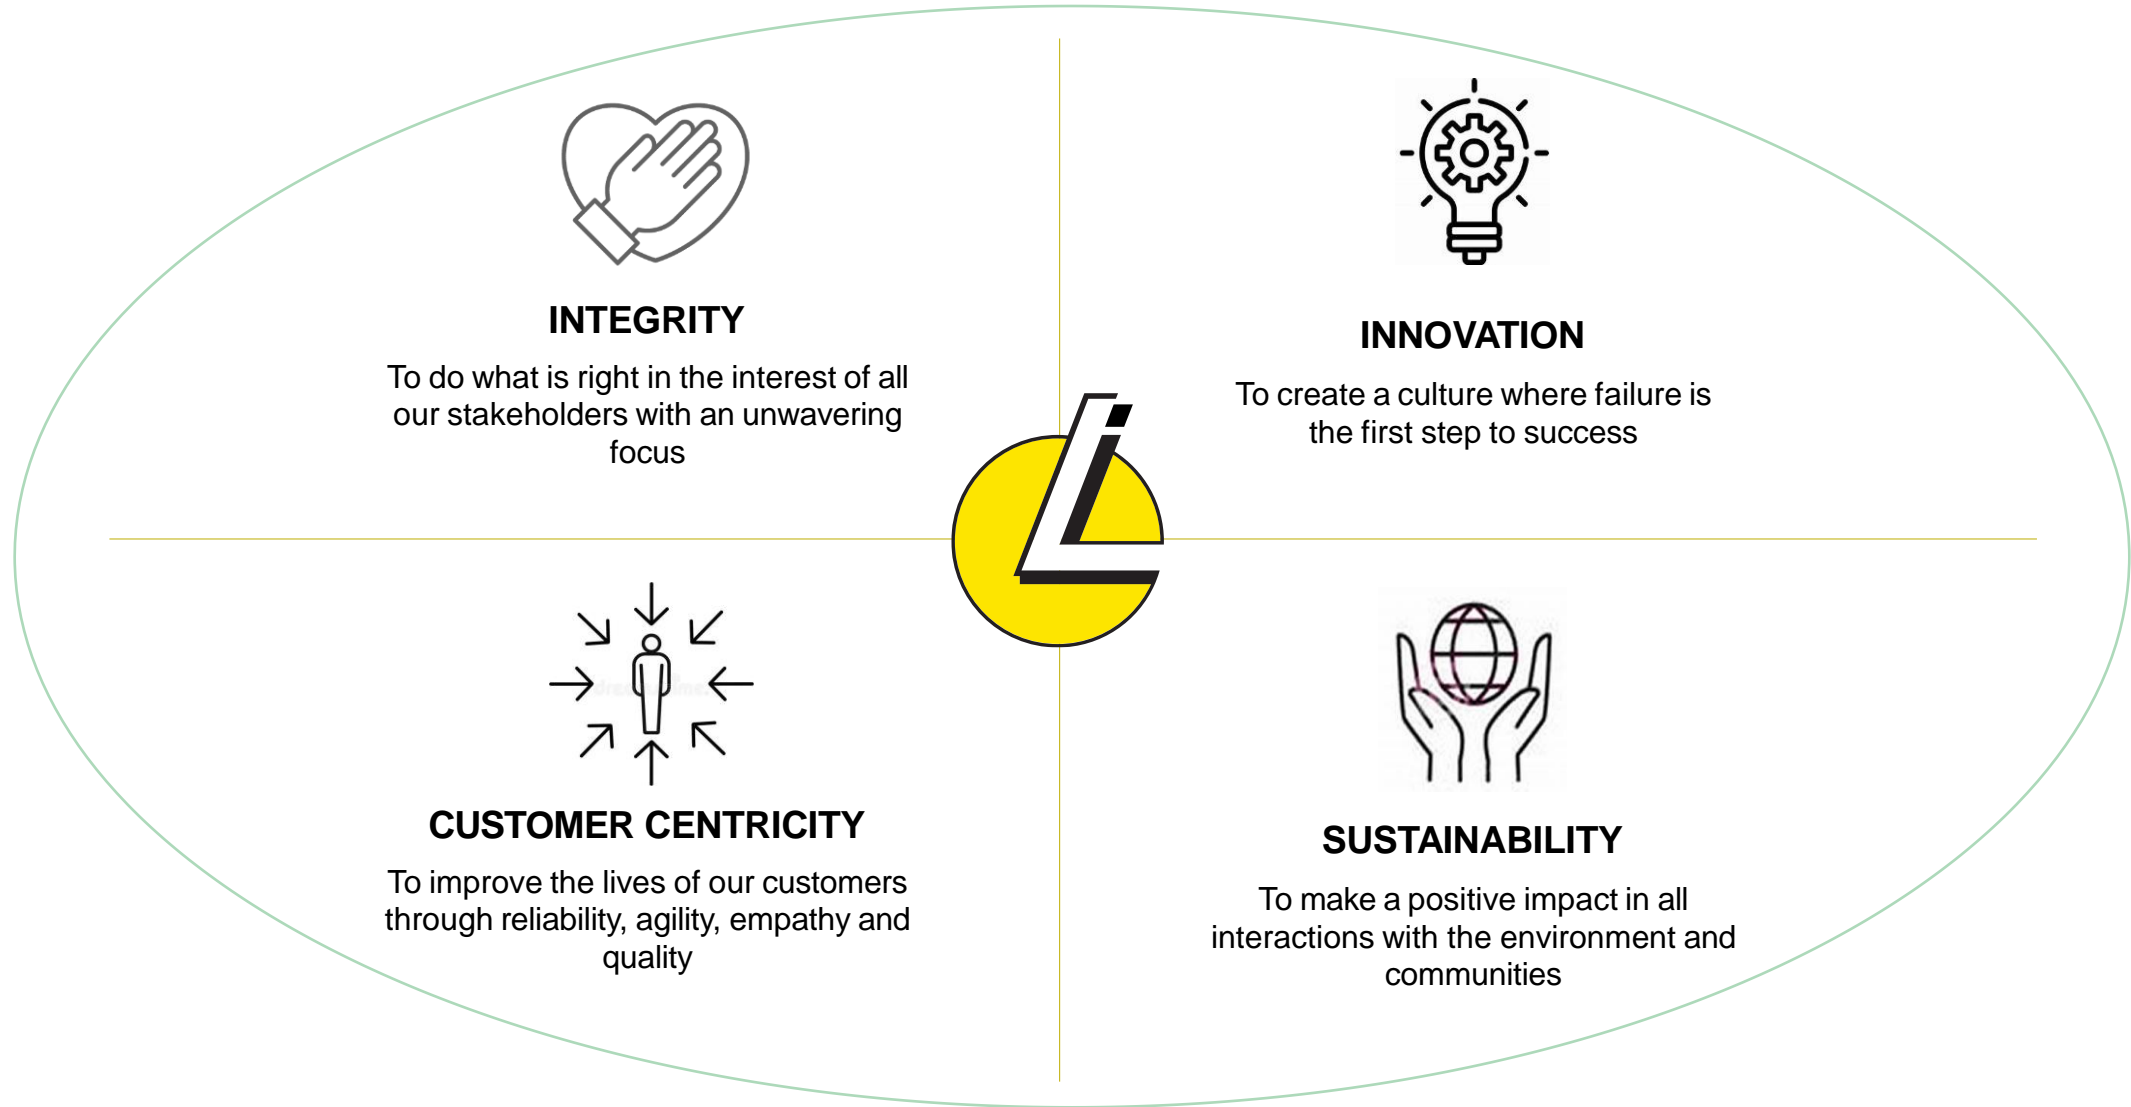 INTEGRITY
To do what is right in the interest of all
our stakeholders with an unwavering
focus
INNOVATION
To create a culture where failure is
the first step to success
CUSTOMER CENTRICITY
To improve the lives of our customers
through reliability, agility, empathy and
quality
SUSTAINABILITY
To make a positive impact in all
interactions with the environment and
communities